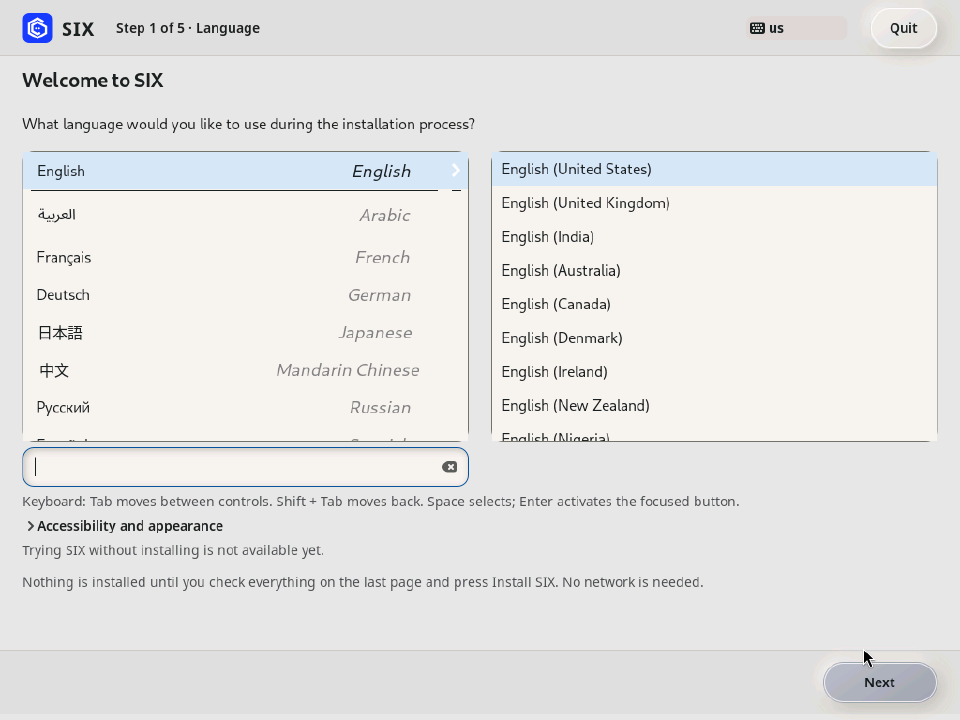 SIX
Step 1 of 5 · Language
us
Quit
Welcome to SIX
What language would you like to use during the installation process?
English English
العربية Arabic
Français French
Deutsch German
日本語 Japanese
中文 Mandarin Chinese
Русский Russian
English (United States)
English (United Kingdom)
English (India)
English (Australia)
English (Canada)
English (Denmark)
English (Ireland)
English (New Zealand)
English (Nigeria)
Keyboard: Tab moves between controls. Shift + Tab moves back. Space selects; Enter activates the focused button.
Accessibility and appearance
Trying SIX without installing is not available yet.
Nothing is installed until you check everything on the last page and press Install SIX. No network is needed.
Next